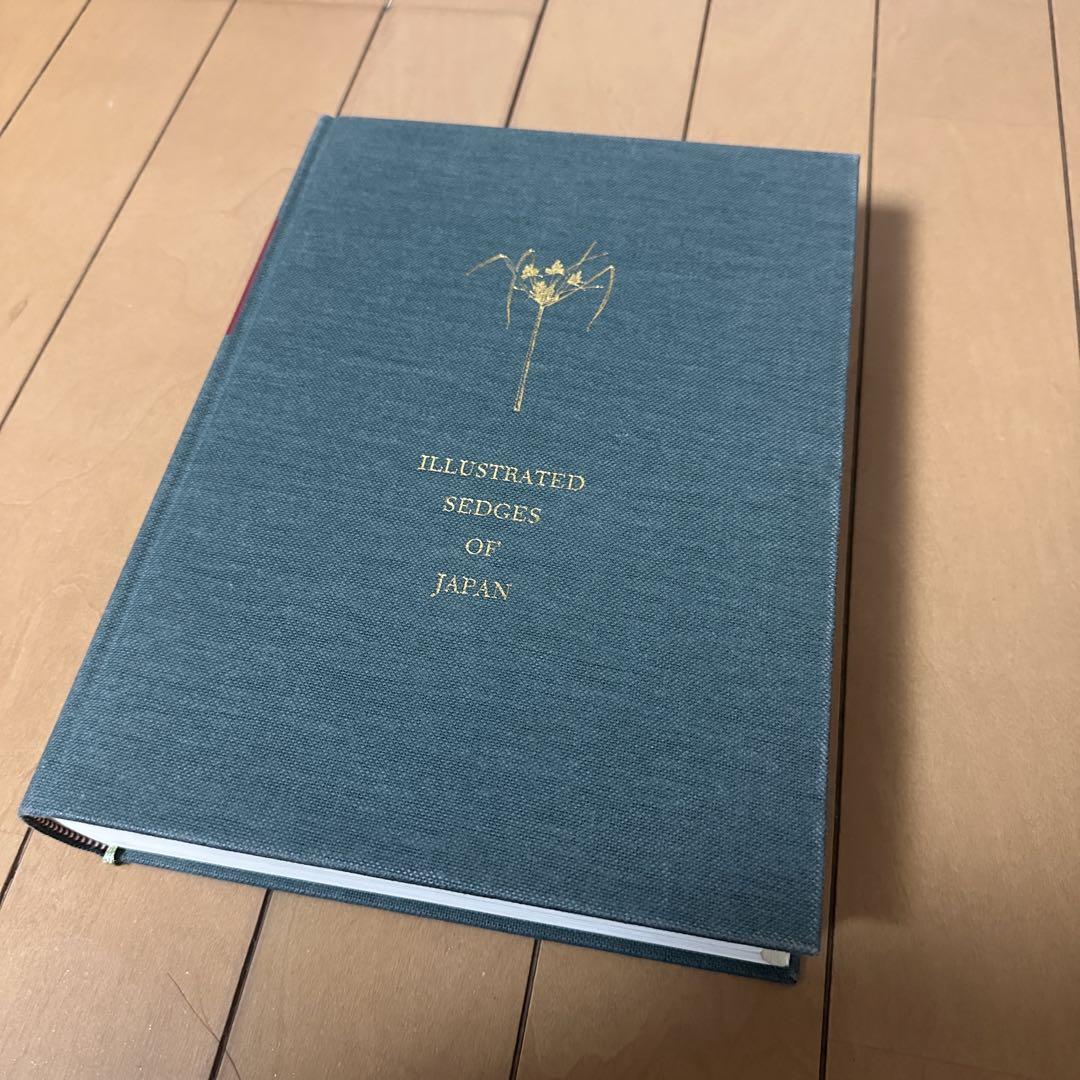 ILLUSTRATED
SEDGES
OF
JAPAN